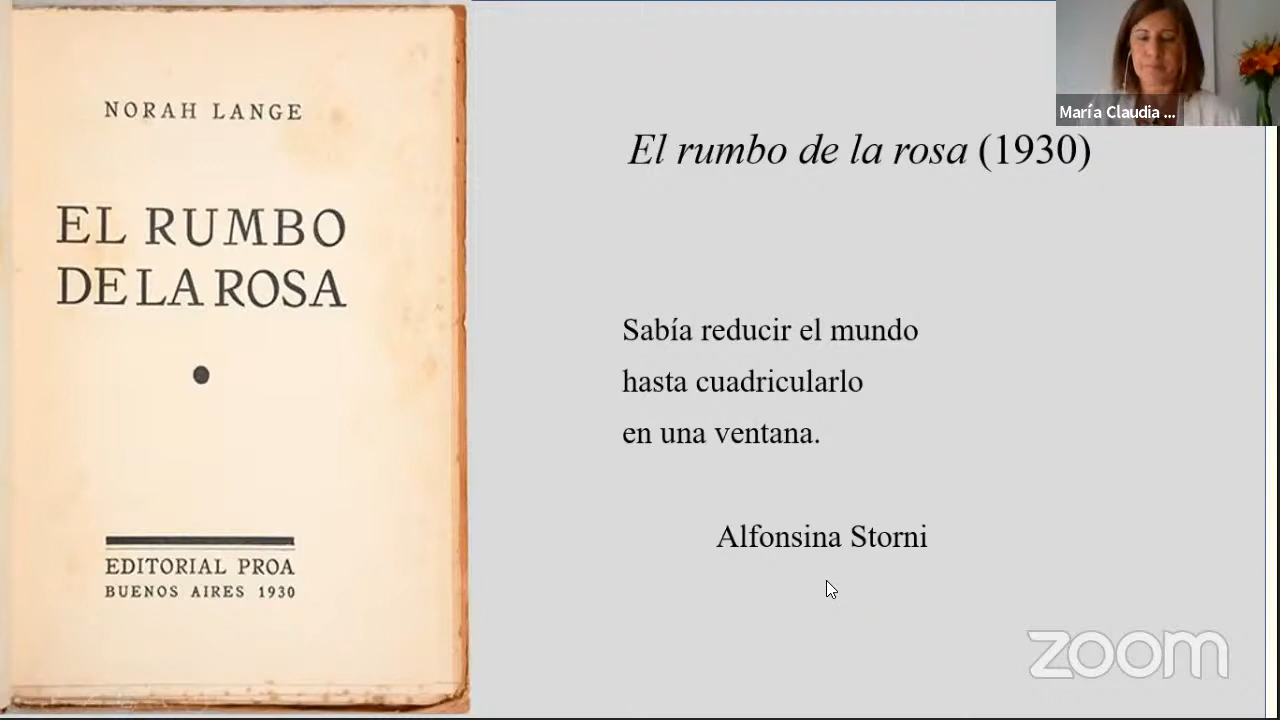 NORAH LANGE
EL RUMBO
DE LA ROSA
EDITORIAL PROA
BUENOS AIRES 1930
María Claudia ...
El rumbo de la rosa (1930)
Sabía reducir el mundo
hasta cuadricularlo
en una ventana.
Alfonsina Storni
zoom